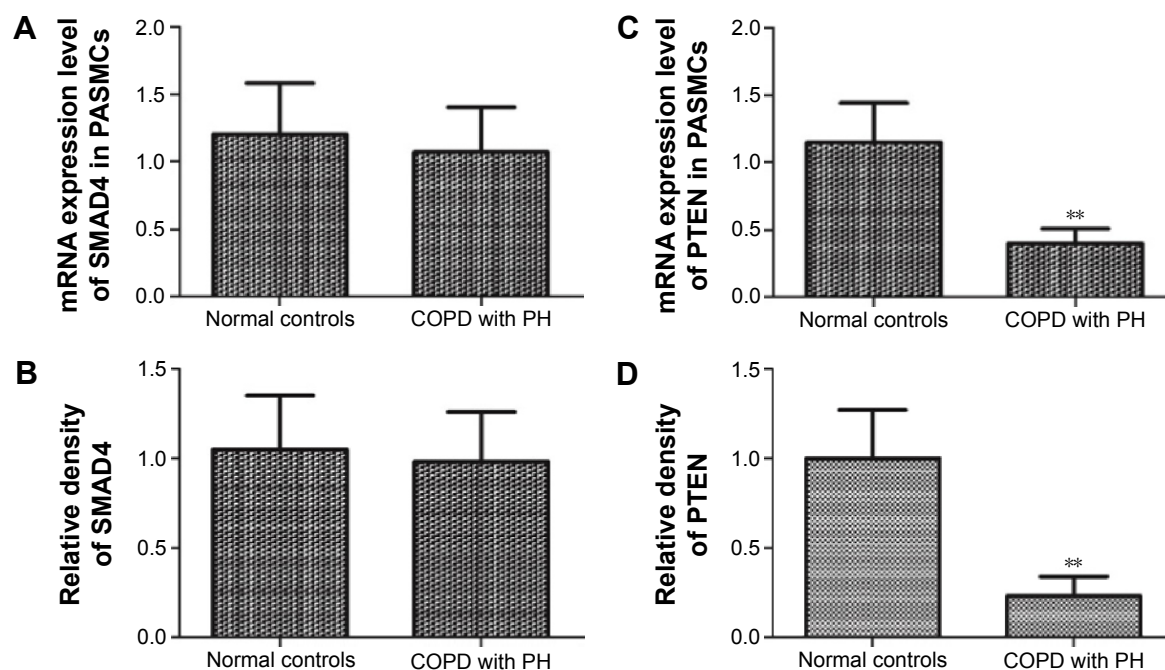 A
mRNA expression level
of SMAD4 in PASMCs
2.0
1.5
1.0
0.5
0.0
Normal controls
COPD with PH
C
mRNA expression level
of PTEN in PASMCs
2.0
1.5
1.0
0.5
0.0
**
Normal controls
COPD with PH
B
Relative density
of SMAD4
1.5
1.0
0.5
0.0
Normal controls
COPD with PH
D
Relative density
of PTEN
1.5
1.0
0.5
0.0
**
Normal controls
COPD with PH